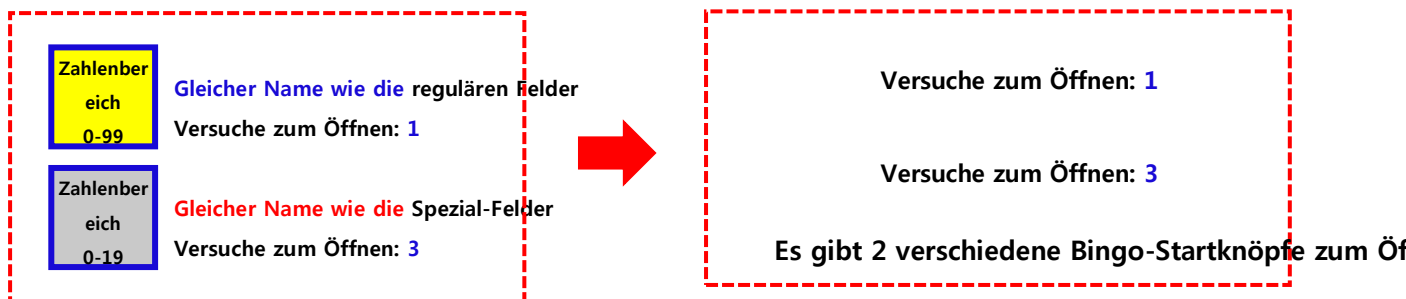 Zahlenber
eich
0-99
Gleicher Name wie die regulären Felder
Versuche zum Öffnen: 1
Zahlenber
eich
0-19
Gleicher Name wie die Spezial-Felder
Versuche zum Öffnen: 3
Versuche zum Öffnen: 1
Versuche zum Öffnen: 3
Es gibt 2 verschiedene Bingo-Startknöpfe zum Öf